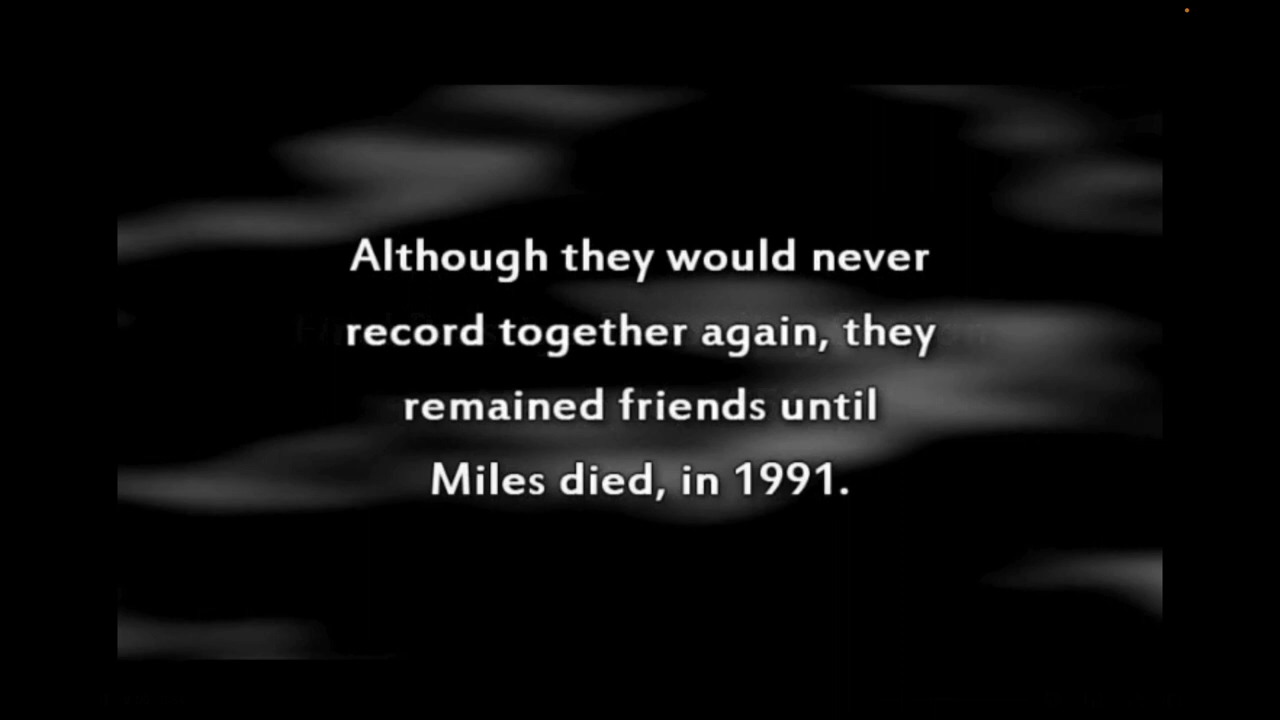 Although they would never
record together again, they
remained friends until
Miles died, in 1991.